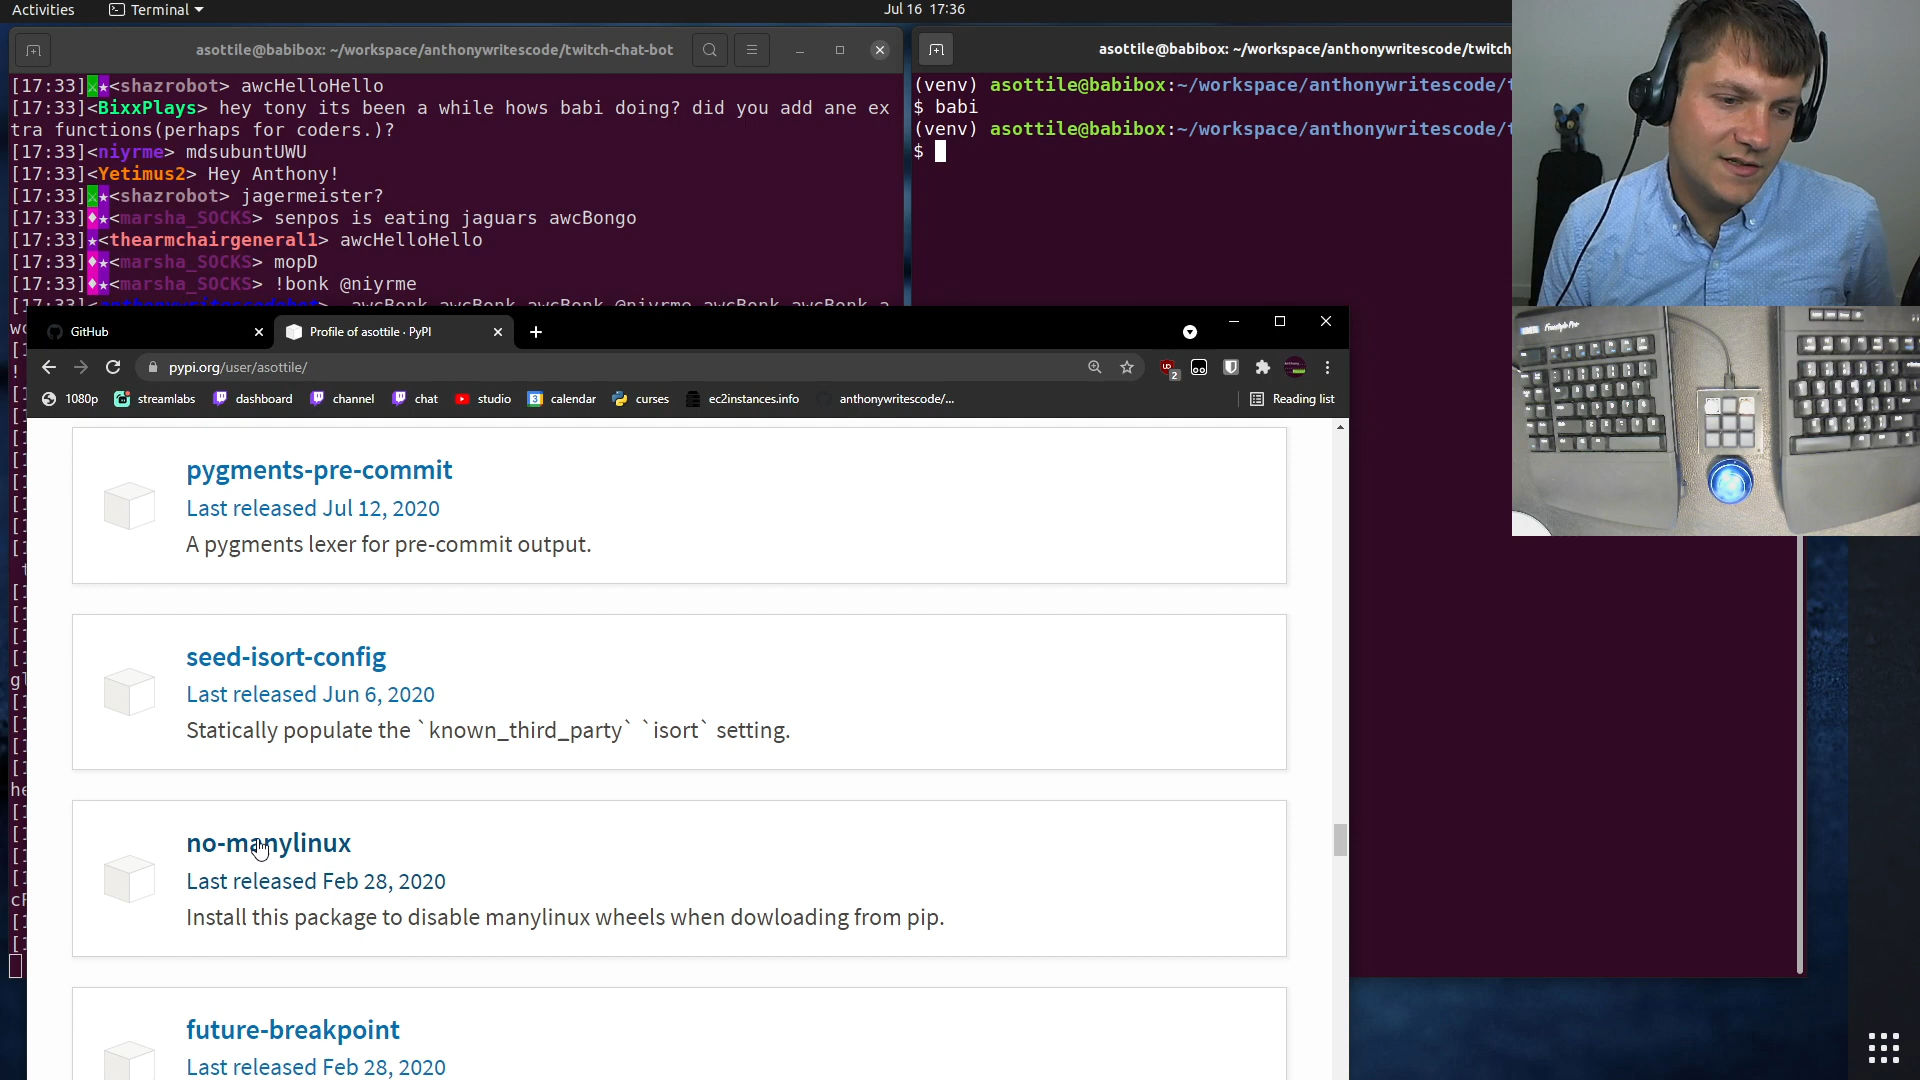 Activities
Terminal
Jul 16 17:36
asottile@babibox: ~/workspace/anthonywritescode/twitch-chat-bot
[17:33] <shazrobot> awcHelloHello
[17:33]<BixxPlays> hey tony its been a while hows babi doing? did you add ane ex
tra functions(perhaps for coders.)?
[17:33]<niyrme> mdsubuntUWU
[17:33]<Yetimus2> Hey Anthony!
[17:33] <shazrobot> jagermeister?
[17:33] <marsha_SOCKS> senpos is eating jaguars awcBongo
[17:33] <thearmchairgeneral1> awcHelloHello
[17:33] <marsha_SOCKS> mopD
[17:33] <marsha_SOCKS> !bonk @niyrme
asottile@babibox: ~/workspace/anthonywritescode/twitch
(venv) asottile@babibox:~/workspace/anthonywritescode/t
$ babi
(venv) asottile@babibox:~/workspace/anthonywritescode/t
$
GitHub
Profile of asottile · PyPI
pypi.org/user/asottile/
1080p
streamlabs
dashboard
channel
chat
studio
calendar
curses
ec2instances.info
anthonywritescode/...
Reading list
pygments-pre-commit
Last released Jul 12, 2020
A pygments lexer for pre-commit output.
seed-isort-config
Last released Jun 6, 2020
Statically populate the `known_third_party` `isort` setting.
no-manylinux
Last released Feb 28, 2020
Install this package to disable manylinux wheels when dowloading from pip.
future-breakpoint
Last released Feb 28, 2020